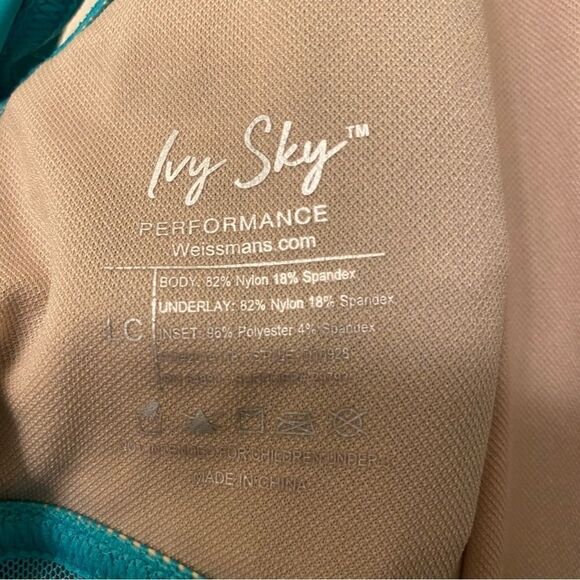 Ivy Sky™
PERFORMANCE
Weissmans.com
BODY: 82% Nylon 18% Spandex
UNDERLAY: 82% Nylon 18% Spandex
LC
INSET: 96% Polyester 4% Spandex
STYLE
NOT INTENDED FOR CHILDREN UNDER
MADE IN CHINA